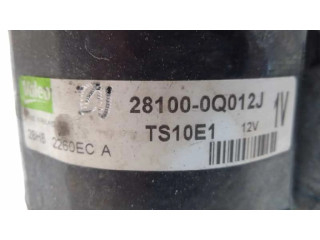 Valeo
28100-0Q012J
TS10E1 12V 1V
2260EC A